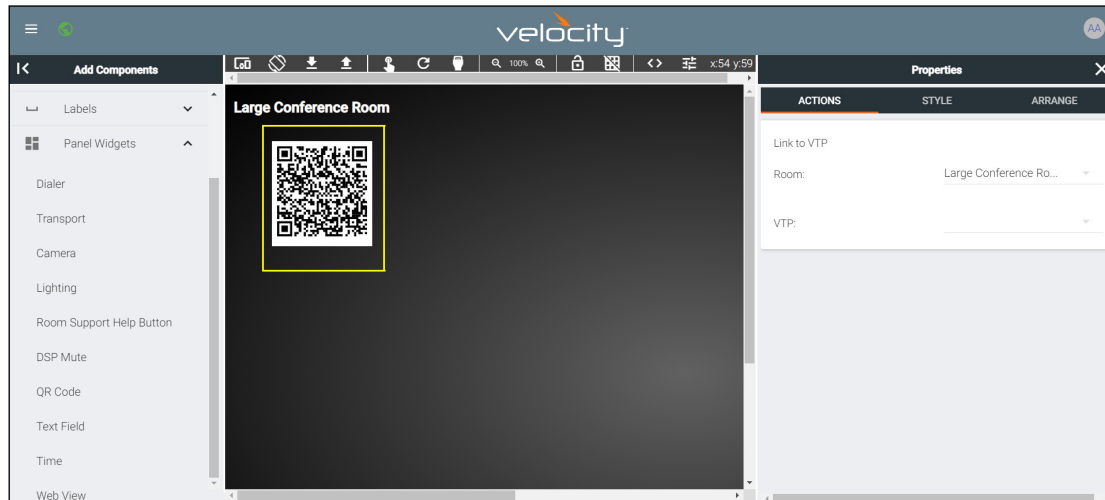 velocity
AA
Add Components
100%
x:54 y:59
Properties
Labels
Panel Widgets
Dialer
Transport
Camera
Lighting
Room Support Help Button
DSP Mute
QR Code
Text Field
Time
Web View
Large Conference Room
ACTIONS STYLE ARRANGE
Link to VTP
Room: Large Conference Ro...
VTP: